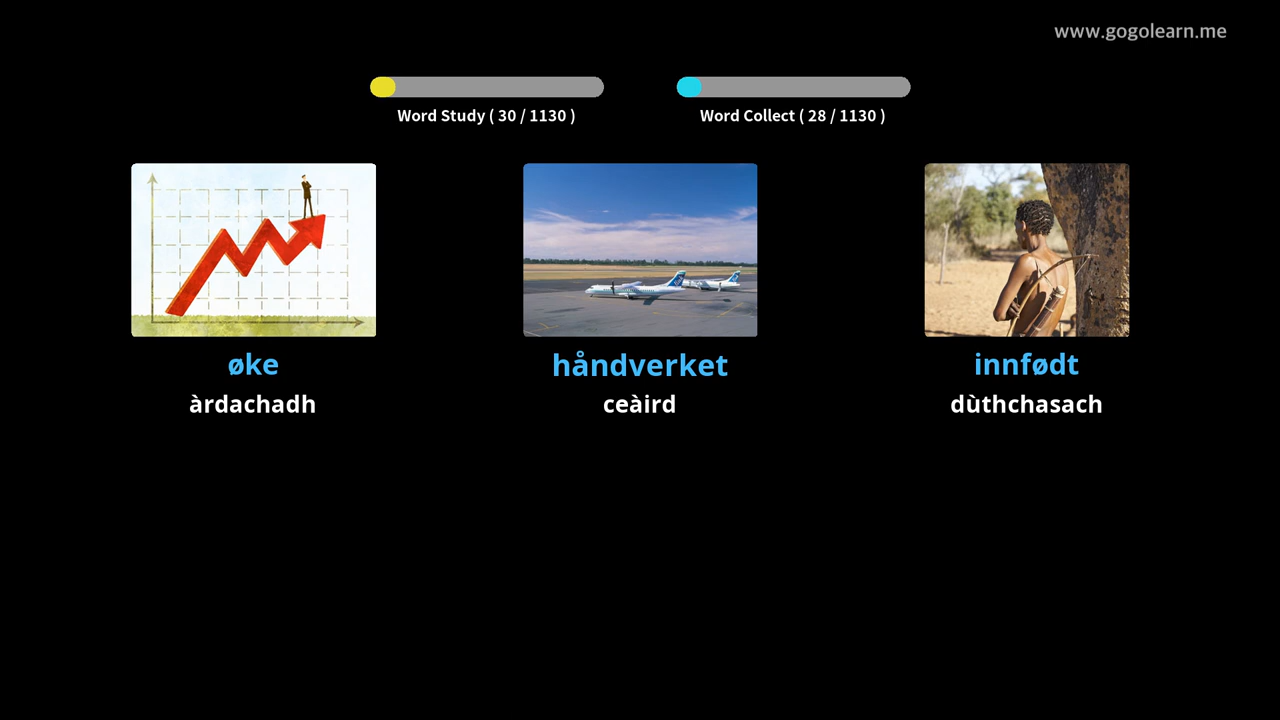 www.gogolearn.me
Word Study ( 30 / 1130 )
Word Collect ( 28 / 1130 )
øke
håndverket
innfødt
àrdachadh
ceàird
dùthchasach